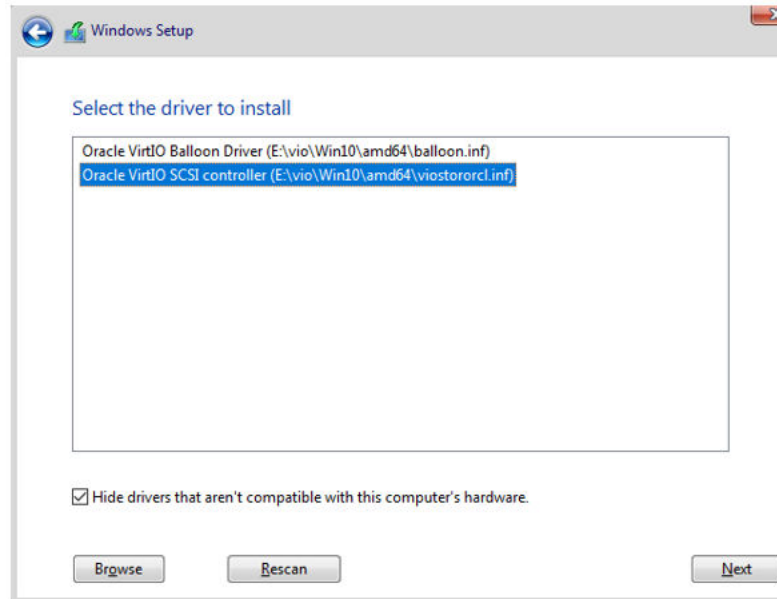 Windows Setup
Select the driver to install
Oracle VirtIO Balloon Driver (E:\vio\Win10\amd64\balloon.inf)
Oracle VirtIO SCSI controller (E:\vio\Win10\amd64\viostororcl.inf)
Hide drivers that aren't compatible with this computer's hardware.
Browse
Rescan
Next